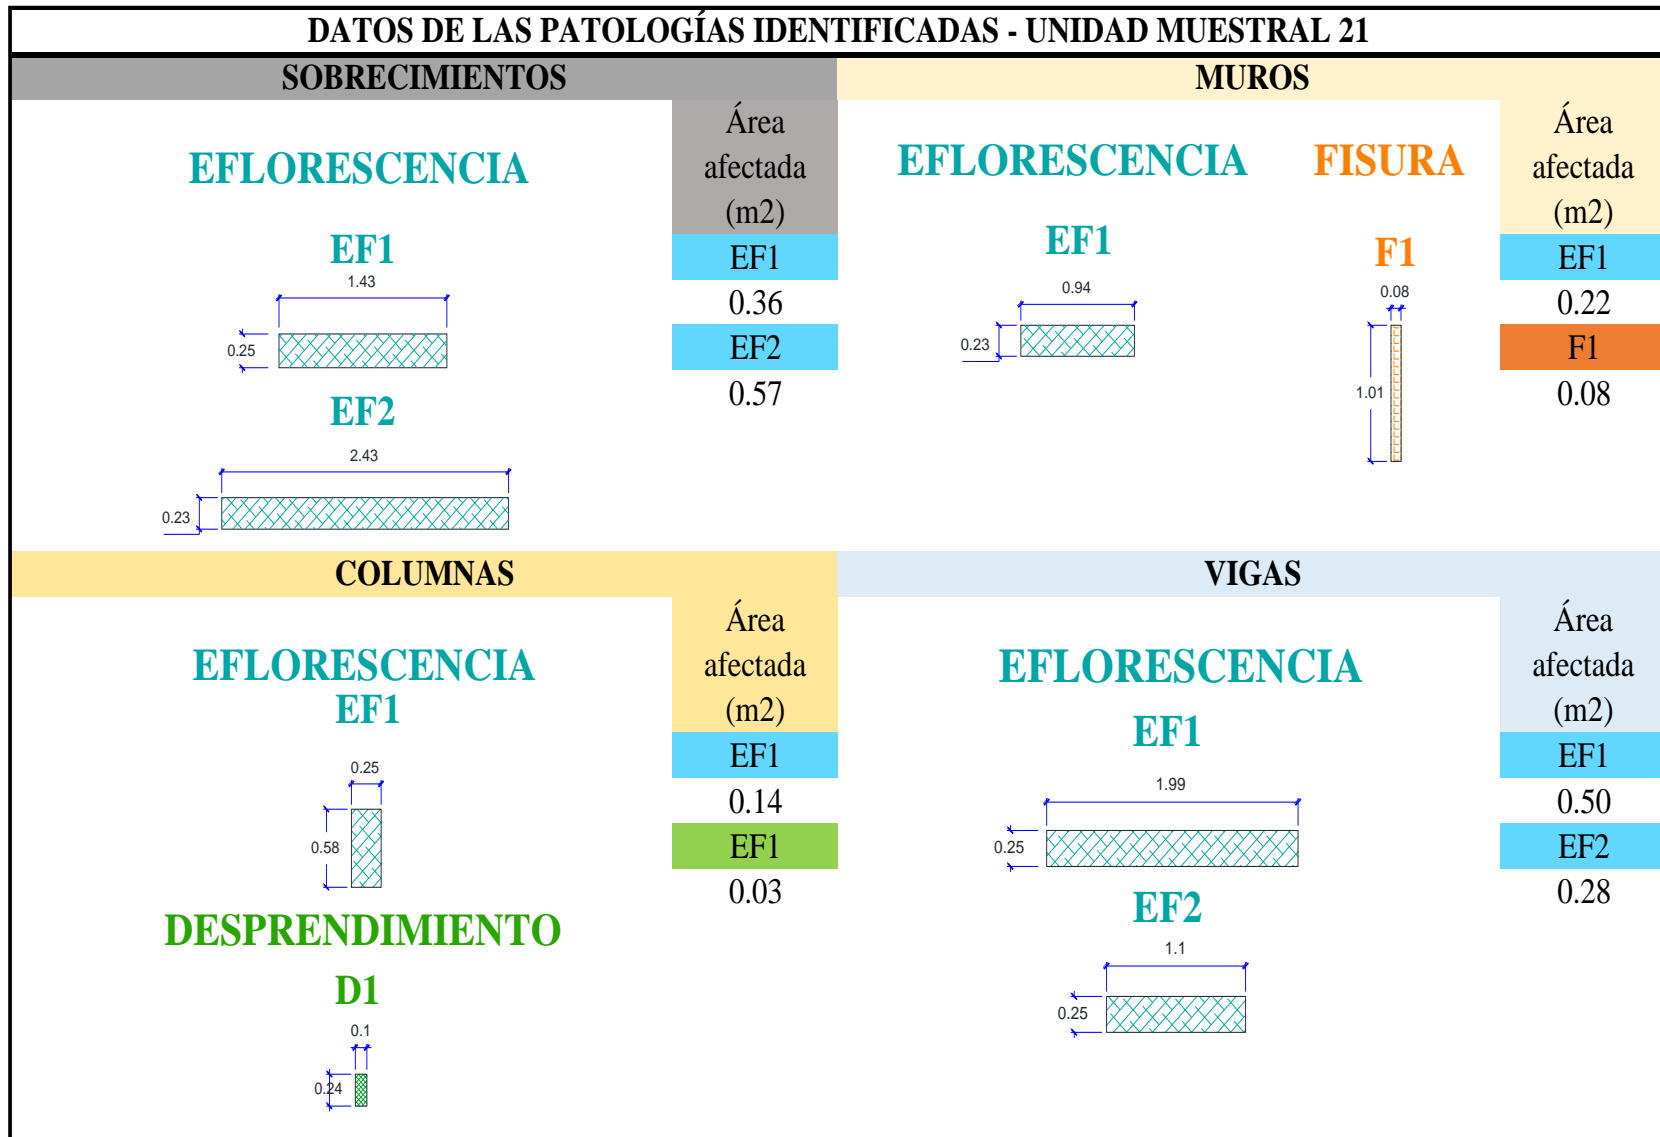 DATOS DE LAS PATOLOGÍAS IDENTIFICADAS - UNIDAD MUESTRAL 21
SOBRECIMIENTOS
EFLORESCENCIA
EF1
1.43
0.25
EF2
2.43
0.23
Área
afectada
(m2)
EF1
0.36
EF2
0.57
MUROS
EFLORESCENCIA
EF1
0.94
0.23
FISURA
F1
0.08
1.01
Área
afectada
(m2)
EF1
0.22
F1
0.08
COLUMNAS
EFLORESCENCIA
EF1
0.25
0.58
DESPRENDIMIENTO
D1
0.1
0.24
Área
afectada
(m2)
EF1
0.14
EF1
0.03
VIGAS
EFLORESCENCIA
EF1
1.99
0.25
EF2
1.1
0.25
Área
afectada
(m2)
EF1
0.50
EF2
0.28